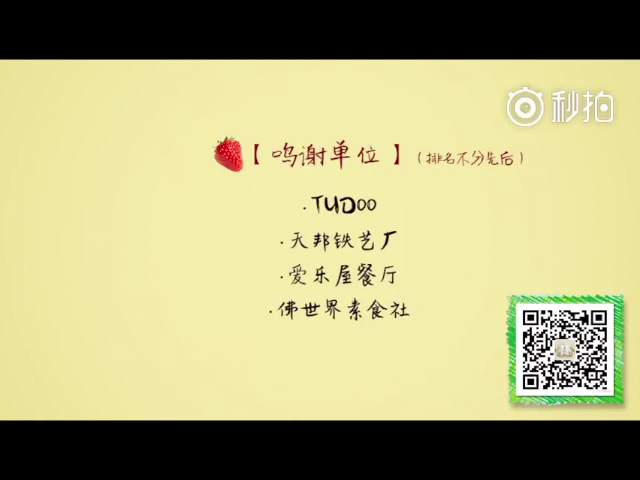 秒拍
【鸣谢单位】(排名不分先后)
·TUDOO
·天邦铁艺厂
·爱乐屋餐厅
·佛世界素食社